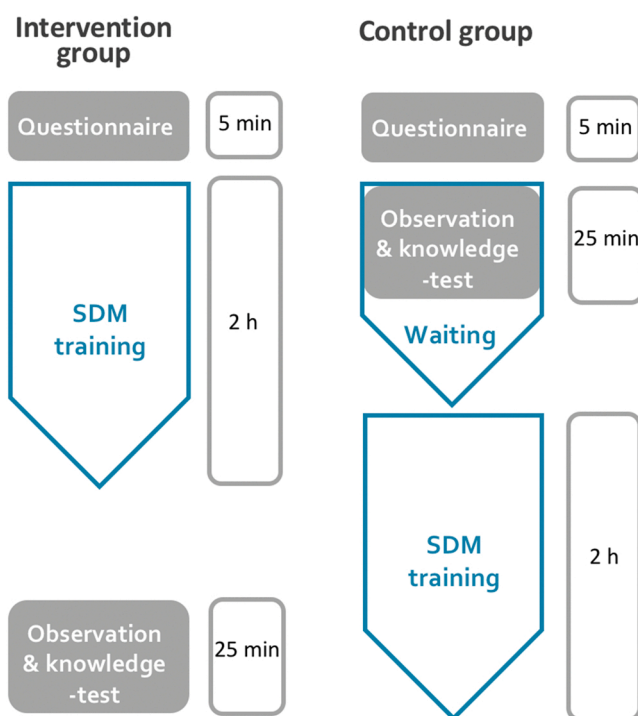 Intervention
group
Questionnaire
5 min
SDM
training
2 h
Observation
& knowledge
-test
25 min
Control group
Questionnaire
5 min
Observation
& knowledge
-test
25 min
Waiting
SDM
training
2 h